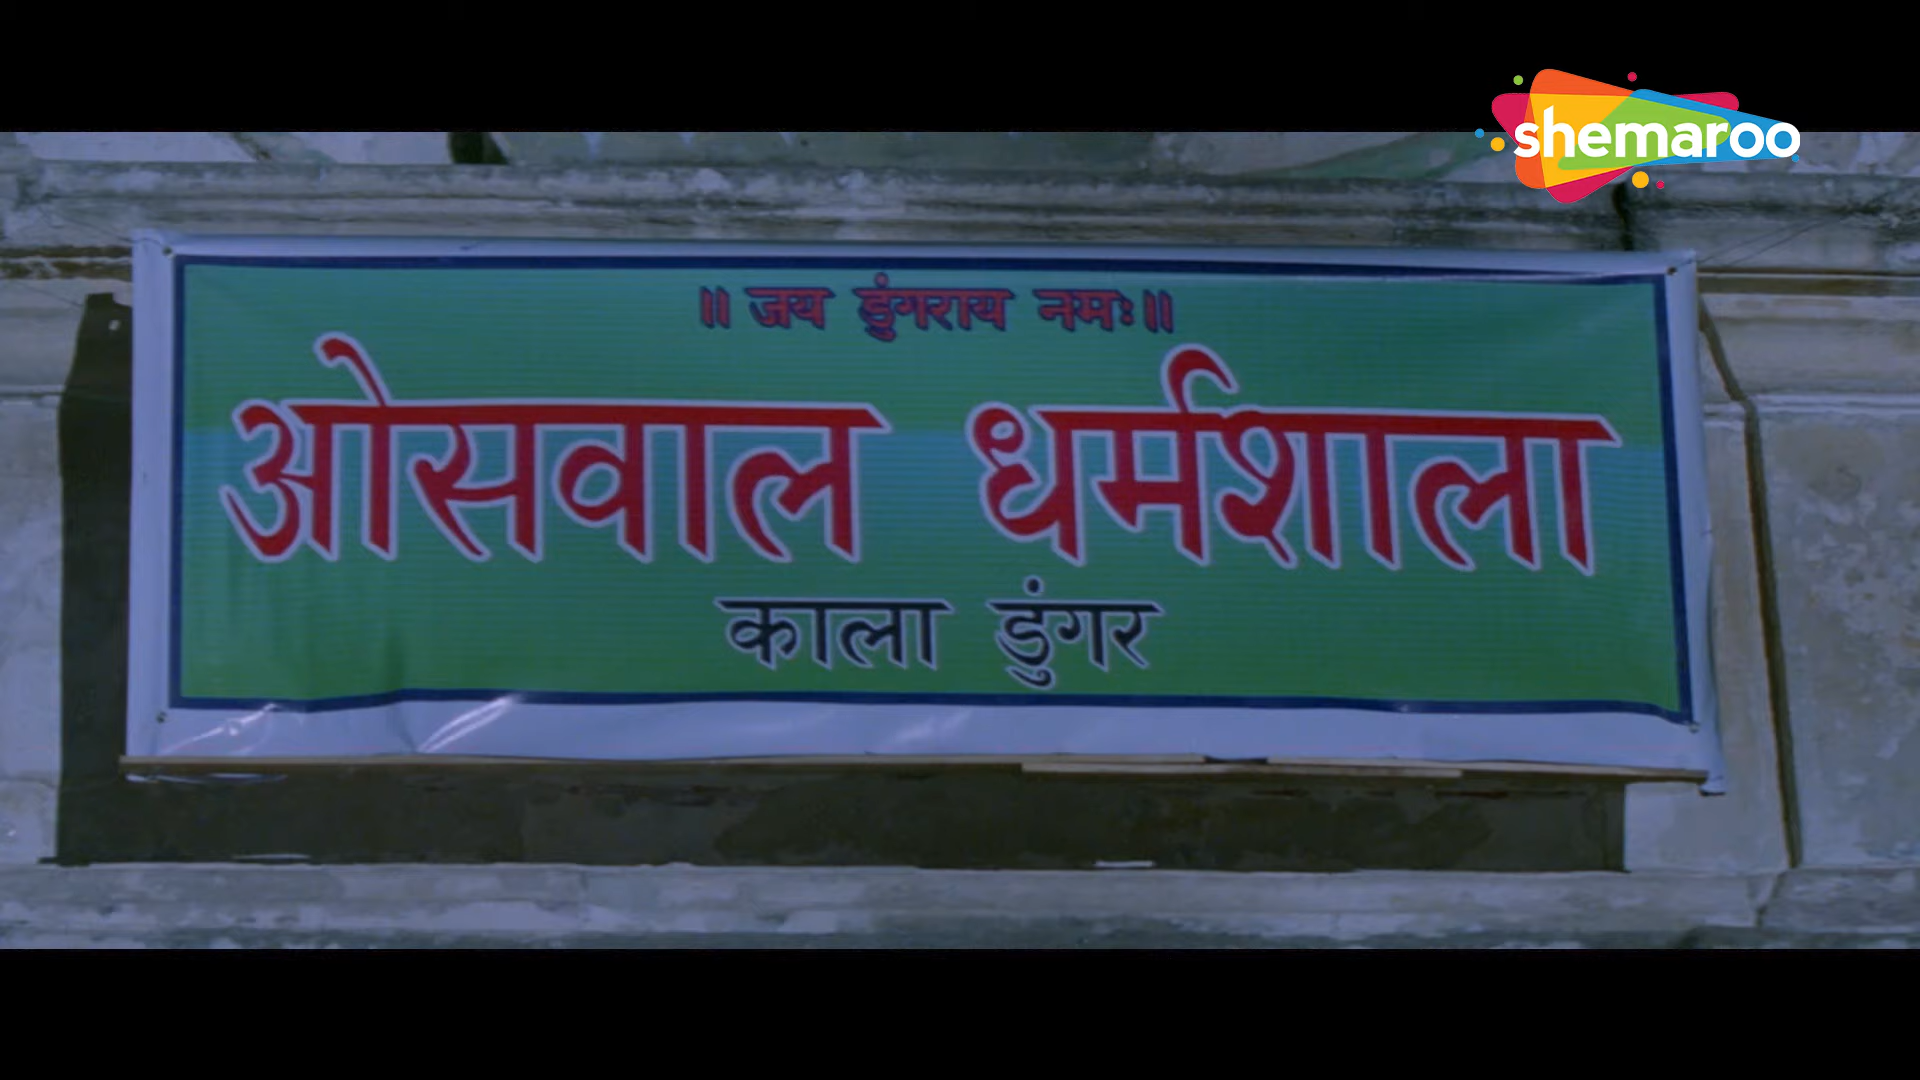 shemaroo
॥ जय डुंगराय नमः॥
ओसवाल धर्मशाला
काला डुंगर